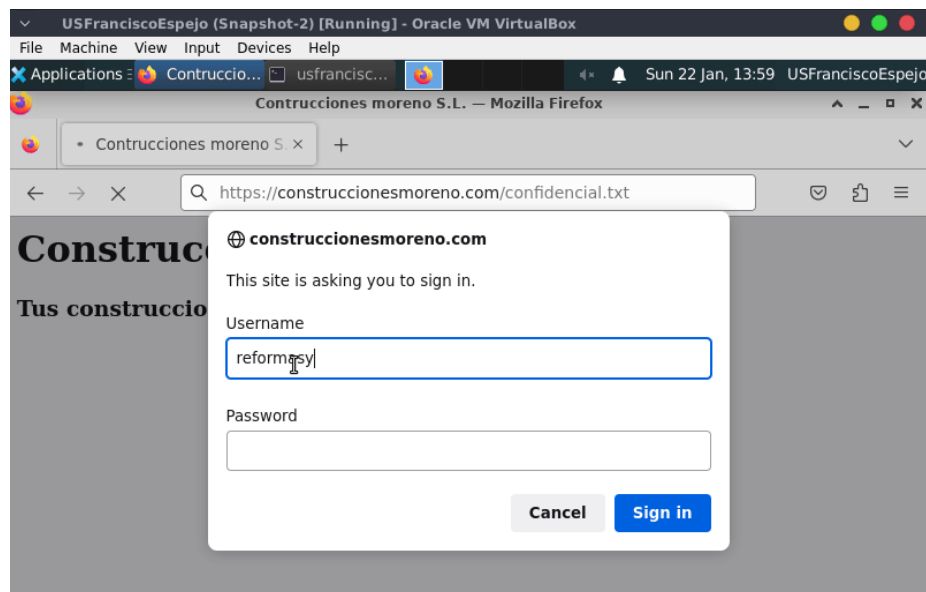 USFranciscoEspejo (Snapshot-2) [Running] - Oracle VM VirtualBox
File Machine View Input Devices Help
Applications Contruccio... usfrancisc... Sun 22 Jan, 13:59 USFranciscoEspejo
Contrucciones moreno S.L. — Mozilla Firefox
Contrucciones moreno S.
https://construccionesmoreno.com/confidencial.txt
construccionesmoreno.com
Construc
This site is asking you to sign in.
Tus construccio
Username
reformasy
Password
Cancel Sign in